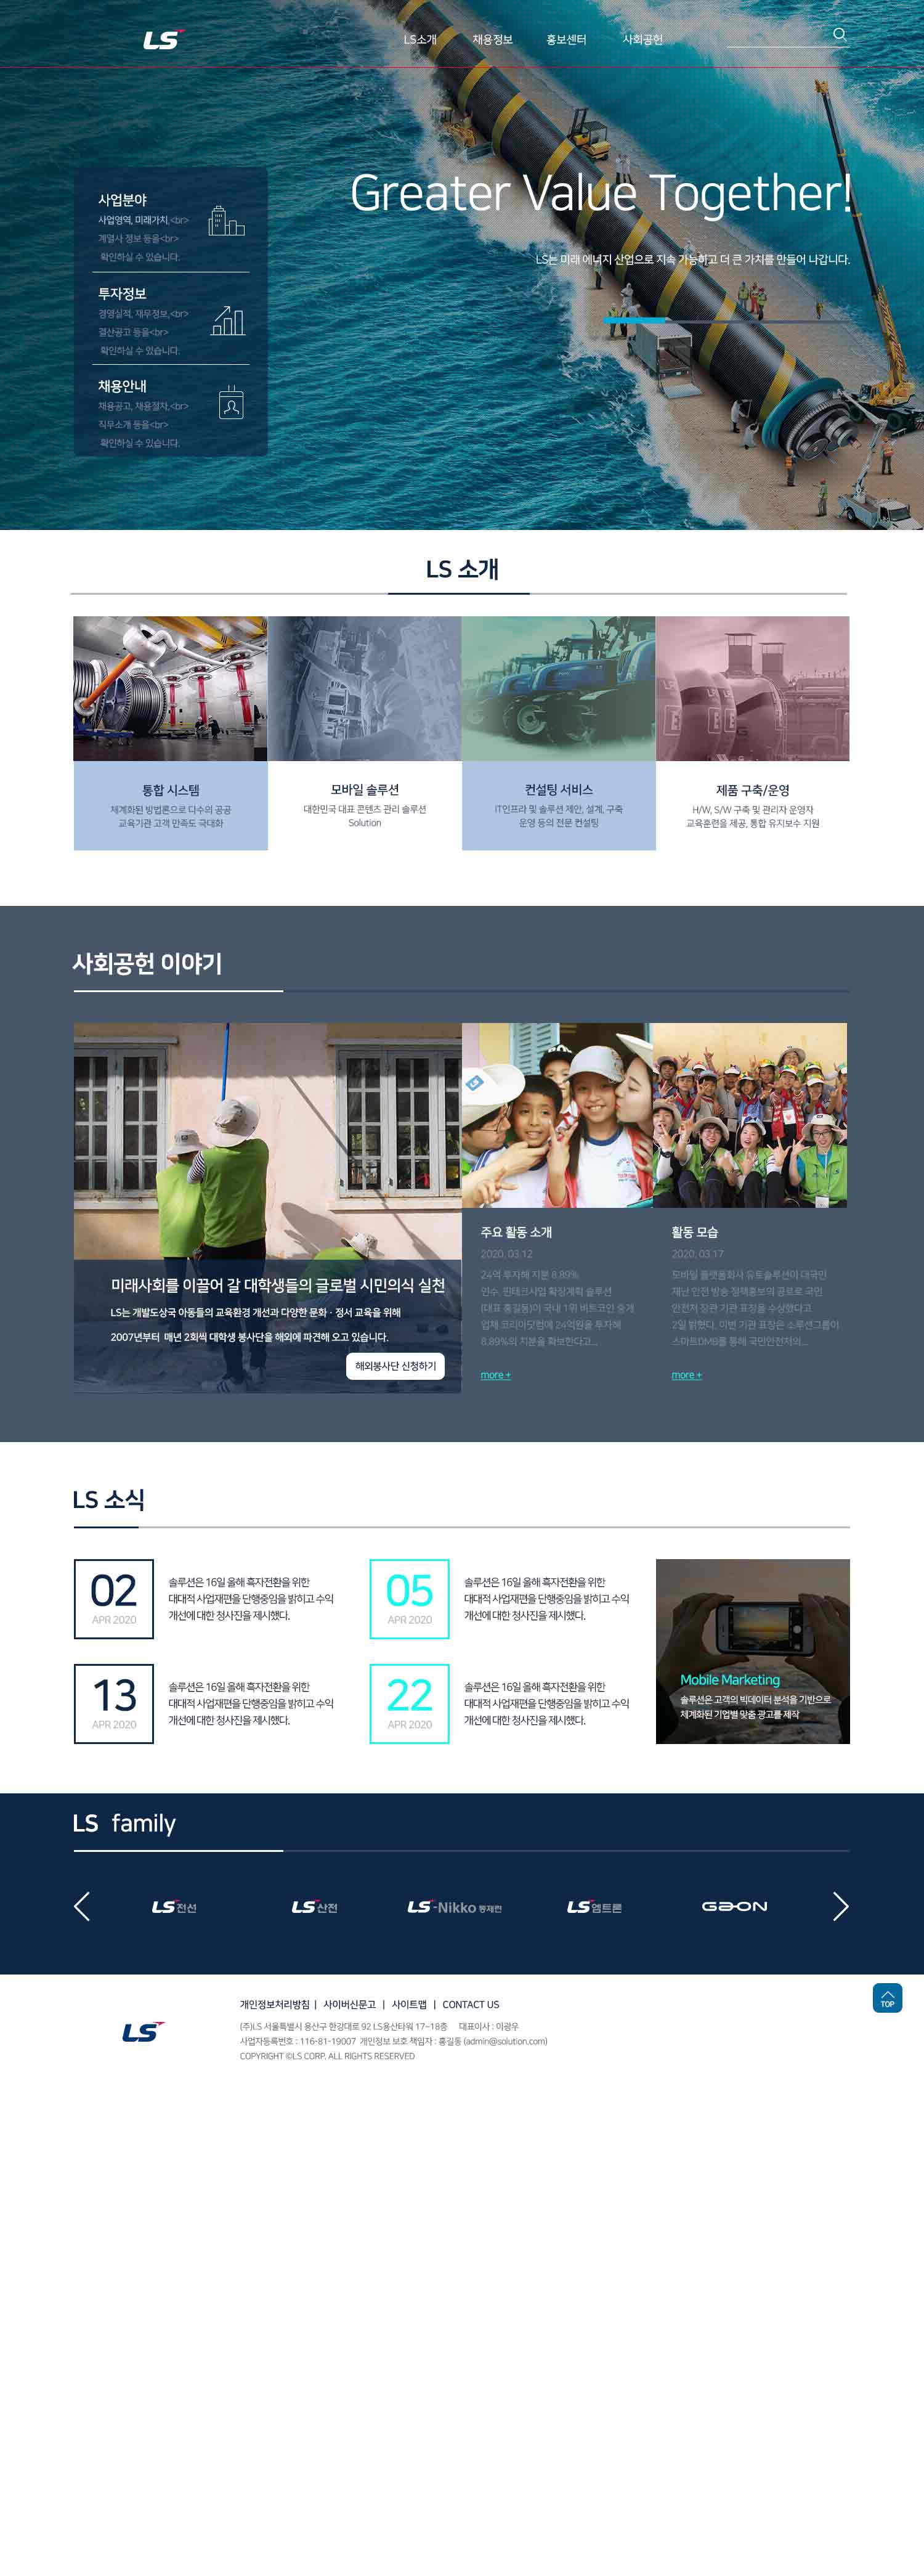 LS
LS소개
채용정보
홍보센터
사회공헌
Greater Value Together!
LS는 미래 에너지 산업으로 지속 가능하고 더 큰 가치를 만들어 나갑니다.
사업분야
사업영역, 미래가치,<br>
계열사 정보 등을<br>
확인하실 수 있습니다.
투자정보
경영실적, 재무정보,<br>
결산공고 등을<br>
확인하실 수 있습니다.
채용안내
채용공고, 채용절차,<br>
직무소개 등을<br>
확인하실 수 있습니다.
LS 소개
통합 시스템
체계화된 방법론으로 다수의 공공
교육기관 고객 만족도 극대화
모바일 솔루션
대한민국 대표 콘텐츠 관리 솔루션
Solution
컨설팅 서비스
IT인프라 및 솔루션 제안, 설계, 구축
운영 등의 전문 컨설팅
제품 구축/운영
H/W, S/W 구축 및 관리자 운영자
교육훈련을 제공, 통합 유지보수 지원
사회공헌 이야기
미래사회를 이끌어 갈 대학생들의 글로벌 시민의식 실천
LS는 개발도상국 아동들의 교육환경 개선과 다양한 문화 · 정서 교육을 위해
2007년부터 매년 2회씩 대학생 봉사단을 해외에 파견해 오고 있습니다.
해외봉사단 신청하기
주요 활동 소개
2020. 03.12
24억 투자해 지분 8.89%
인수. 핀테크사업 확장계획 솔루션
(대표 홍길동)이 국내 1위 비트코인 중개
업체 코리아닷컴에 24억원을 투자해
8.89%의 지분을 확보한다고...
more +
활동 모습
2020. 03.17
모바일 플랫폼회사 유토솔루션이 대국민
재난 안전 방송 정책홍보의 공로로 국민
안전처 장관 기관 표창을 수상했다고
2일 밝혔다. 이번 기관 표창은 소루션그룹이
스마트DMB를 통해 국민안전처의...
more +
LS 소식
02
APR 2020
솔루션은 16일 올해 흑자전환을 위한
대대적 사업재편을 단행중임을 밝히고 수익
개선에 대한 청사진을 제시했다.
05
APR 2020
솔루션은 16일 올해 흑자전환을 위한
대대적 사업재편을 단행중임을 밝히고 수익
개선에 대한 청사진을 제시했다.
13
APR 2020
솔루션은 16일 올해 흑자전환을 위한
대대적 사업재편을 단행중임을 밝히고 수익
개선에 대한 청사진을 제시했다.
22
APR 2020
솔루션은 16일 올해 흑자전환을 위한
대대적 사업재편을 단행중임을 밝히고 수익
개선에 대한 청사진을 제시했다.
Mobile Marketing
솔루션은 고객의 빅데이터 분석을 기반으로
체계화된 기업별 맞춤 광고를 제작
LS family
LS전선
LS산전
LS-Nikko 동제련
LS엠트론
GAON
TOP
LS
개인정보처리방침 | 사이버신문고 | 사이트맵 | CONTACT US
(주)LS 서울특별시 용산구 한강대로 92 LS용산타워 17~18층 대표이사 : 이광우
사업자등록번호 : 116-81-19007 개인정보 보호 책임자 : 홍길동 (admin@solution.com)
COPYRIGHT ©LS CORP. ALL RIGHTS RESERVED